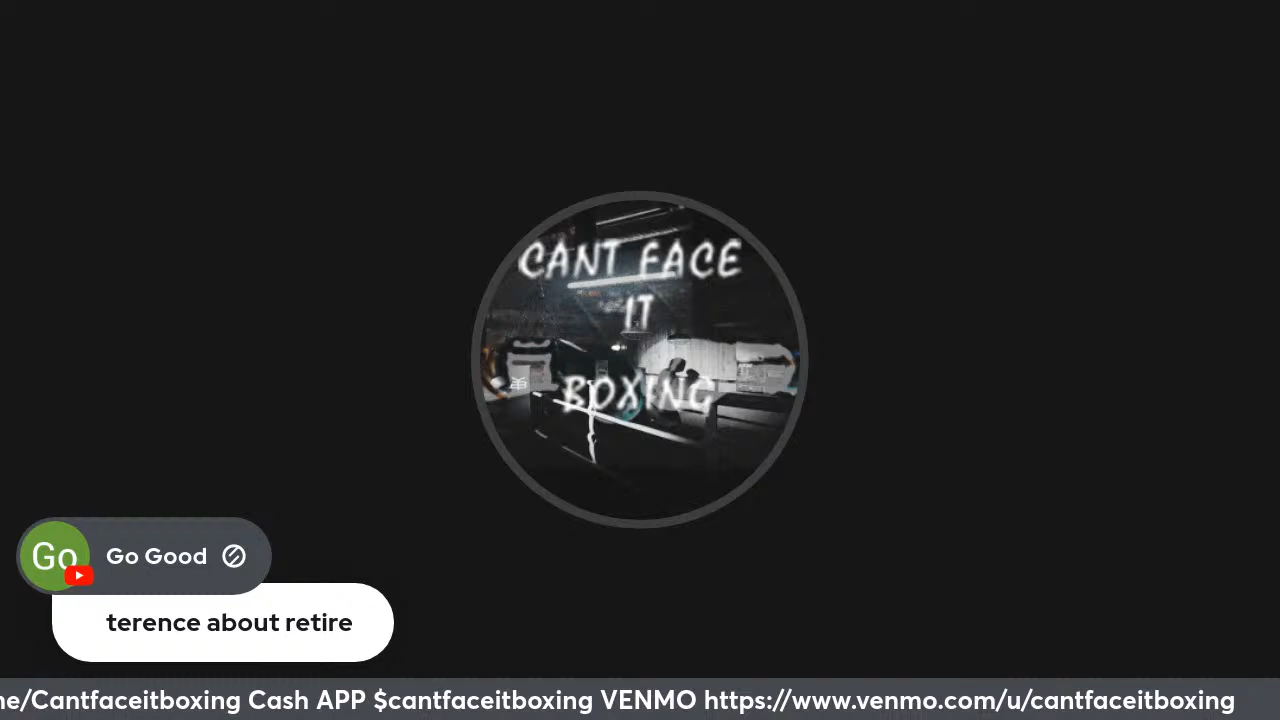 CANT FACE
IT
BOXING
Go
Go Good
terence about retire
ne/Cantfaceitboxing Cash APP $cantfaceitboxing VENMO https://www.venmo.com/u/cantfaceitboxing